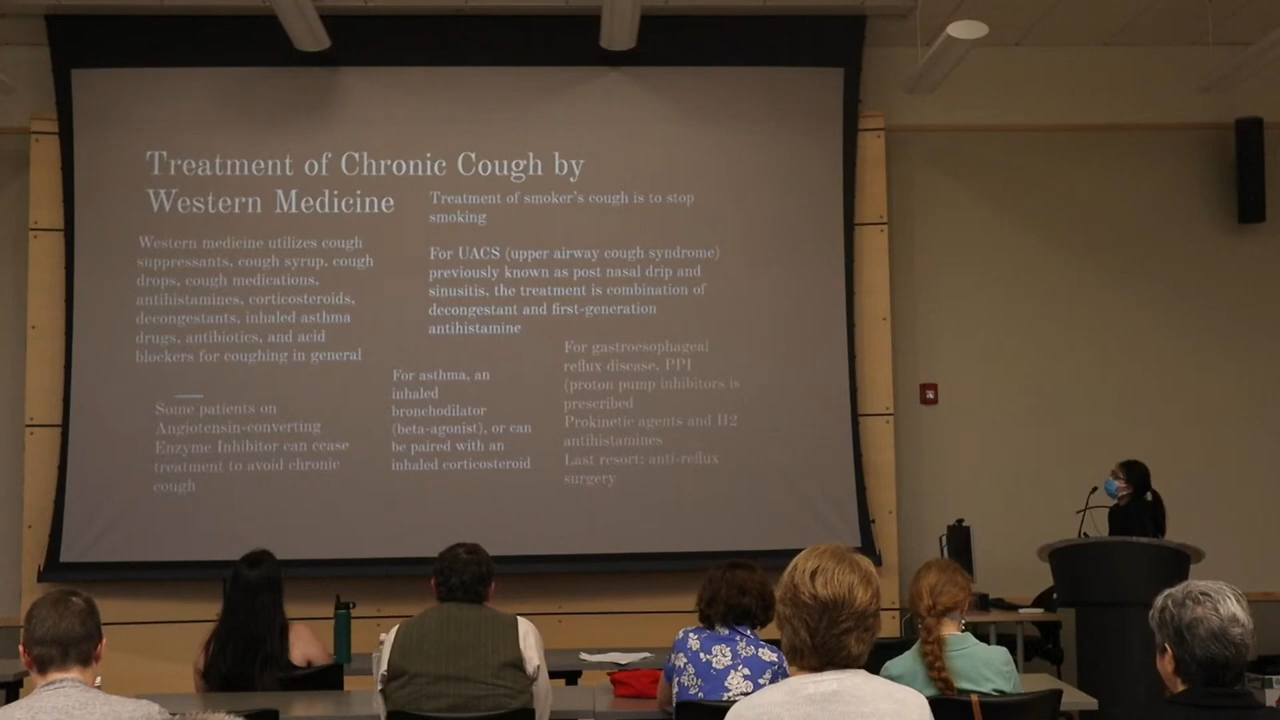 Treatment of Chronic Cough by
Western Medicine
Western medicine utilizes cough
suppressants, cough syrup, cough
drops, cough medications,
antihistamines, corticosteroids,
decongestants, inhaled asthma
drugs, antibiotics, and acid
blockers for coughing in general
Some patients on
Angiotensin-converting
Enzyme Inhibitor can cease
treatment to avoid chronic
cough
Treatment of smoker's cough is to stop
smoking
For UACS (upper airway cough syndrome)
previously known as post nasal drip and
sinusitis, the treatment is combination of
decongestant and first-generation
antihistamine
For asthma, an
inhaled
bronchodilator
(beta-agonist), or can
be paired with an
inhaled corticosteroid
For gastroesophageal
reflux disease, PPI
(proton pump inhibitors is
prescribed
Prokinetic agents and H2
antihistamines
Last resort: anti-reflux
surgery